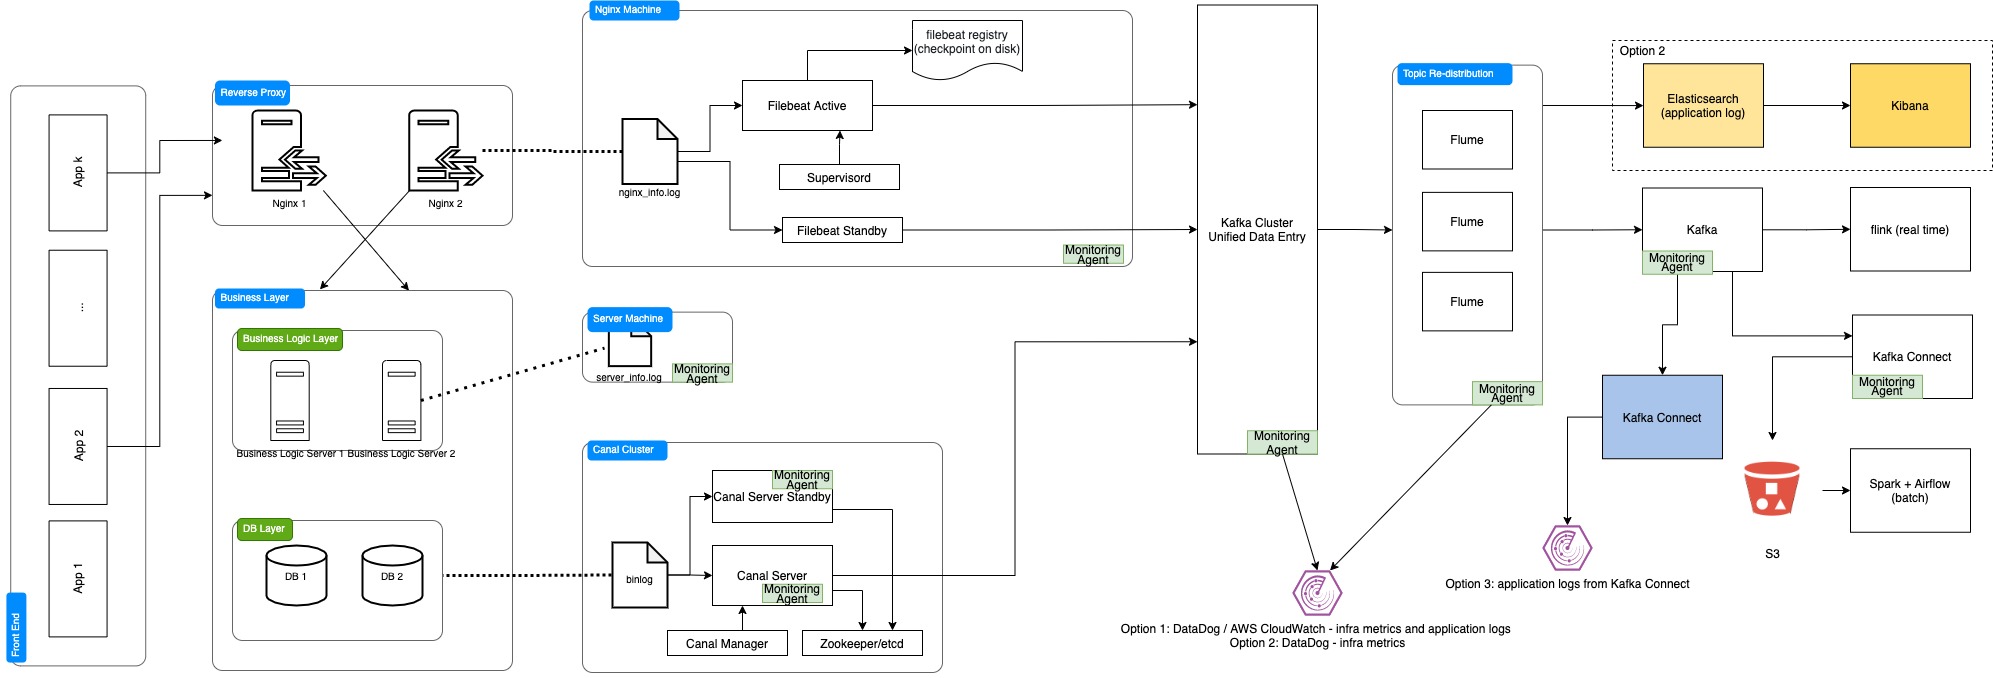 Front End
App k
...
App 2
App 1
Reverse Proxy
Nginx 1
Nginx 2
Business Layer
Business Logic Layer
Business Logic Server 1
Business Logic Server 2
DB Layer
DB 1
DB 2
Nginx Machine
nginx_info.log
filebeat registry
(checkpoint on disk)
Filebeat Active
Supervisord
Filebeat Standby
Monitoring
Agent
Server Machine
server_info.log
Monitoring
Agent
Canal Cluster
binlog
Monitoring
Agent
Canal Server Standby
Canal Server
Monitoring
Agent
Canal Manager
Zookeeper/etcd
Kafka Cluster
Unified Data Entry
Monitoring
Agent
Topic Re-distribution
Flume
Flume
Flume
Monitoring
Agent
Option 1: DataDog / AWS CloudWatch - infra metrics and application logs
Option 2: DataDog - infra metrics
Option 2
Elasticsearch
(application log)
Kibana
Kafka
Monitoring
Agent
flink (real time)
Kafka Connect
Monitoring
Agent
Kafka Connect
Option 3: application logs from Kafka Connect
S3
Spark + Airflow
(batch)